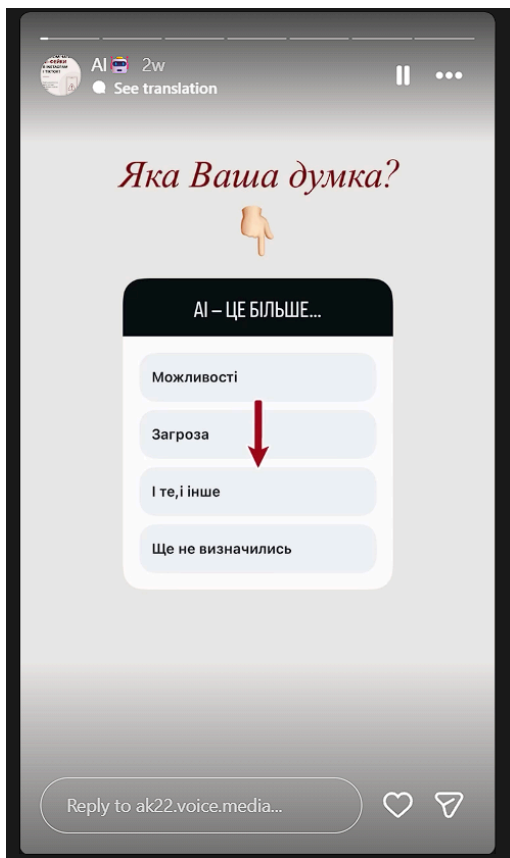 AI 2w
See translation
Яка Ваша думка?
АІ – ЦЕ БІЛЬШЕ...
Можливості
Загроза
І те,і інше
Ще не визначились
Reply to ak22.voice.media...